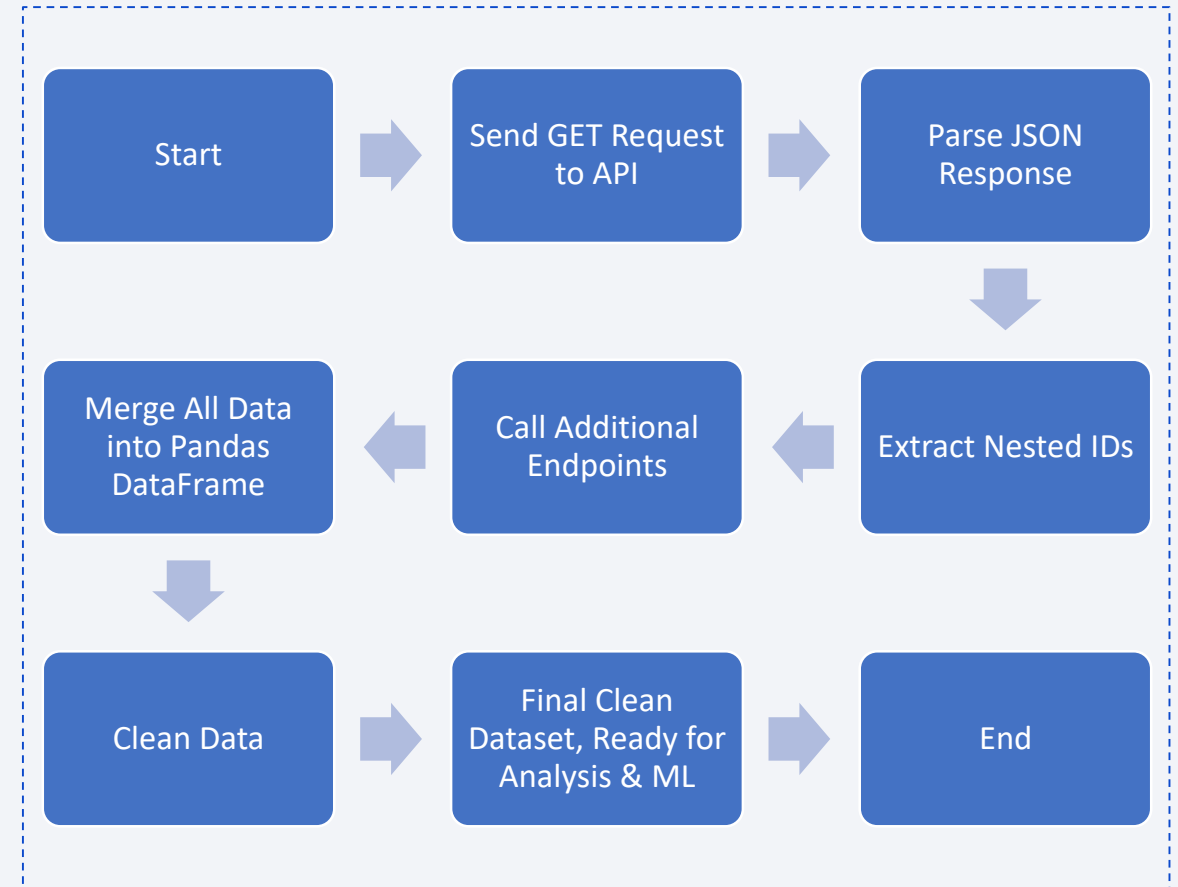 Start
Send GET Request
to API
Parse JSON
Response
Extract Nested IDs
Call Additional
Endpoints
Merge All Data
into Pandas
DataFrame
Clean Data
Final Clean
Dataset, Ready for
Analysis & ML
End